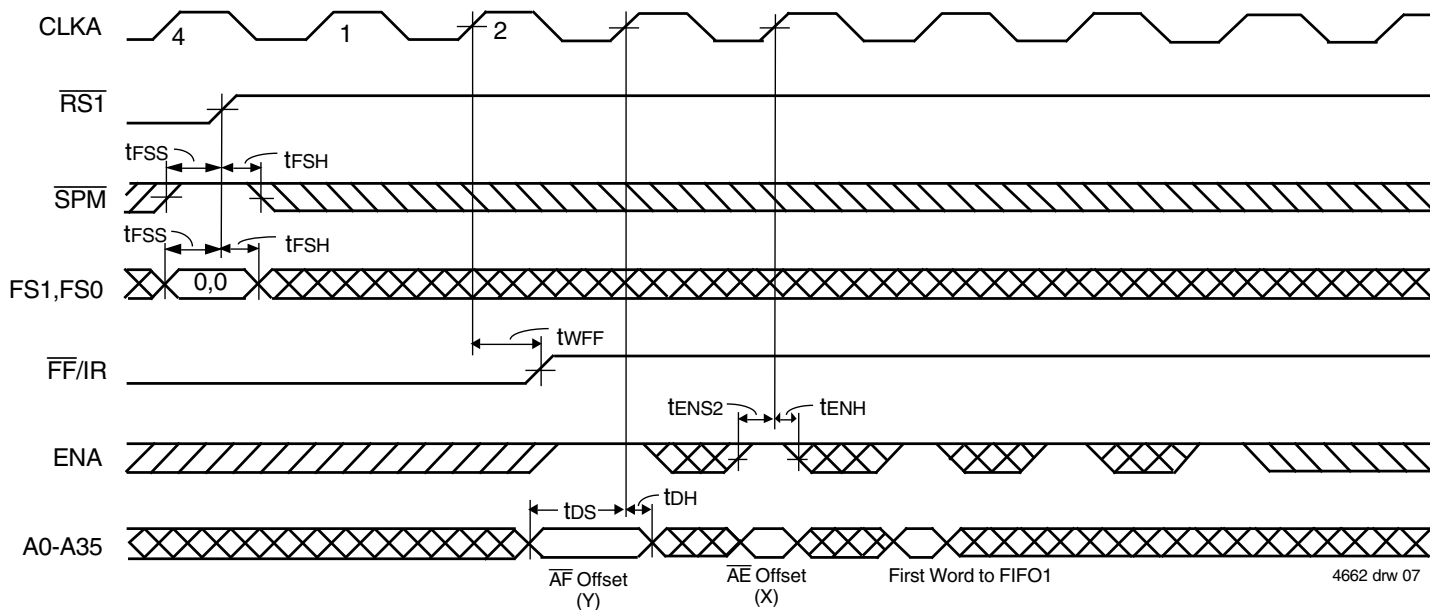 CLKA 4 1 2
RS1
tFSS tFSH
SPM
tFSS tFSH
FS1,FS0 0,0
tWFF
FF/IR
tENS2 tENH
ENA
tDS tDH
A0-A35
AF Offset
(Y)
AE Offset
(X)
First Word to FIFO1
4662 drw 07